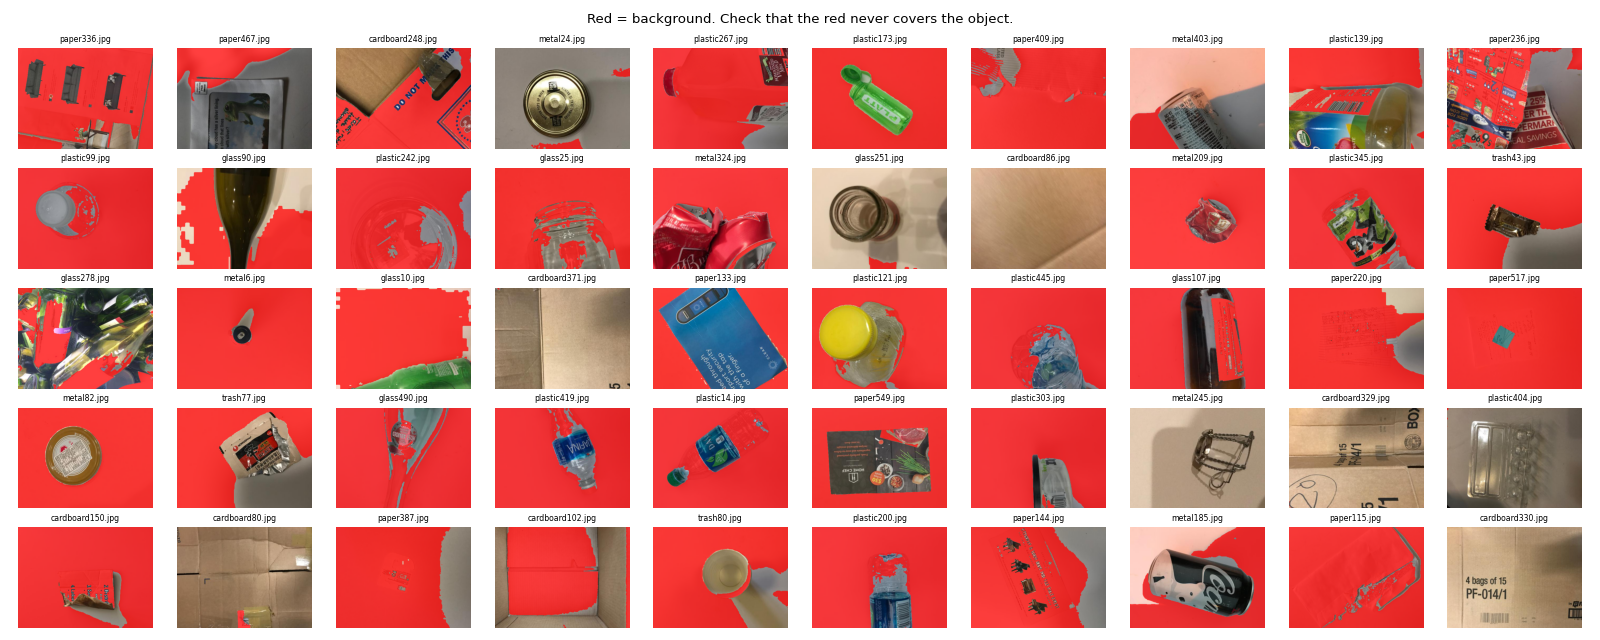 Red = background. Check that the red never covers the object.
paper336.jpg
paper467.jpg
cardboard248.jpg
metal24.jpg
plastic267.jpg
plastic173.jpg
paper409.jpg
metal403.jpg
plastic139.jpg
paper236.jpg
DO NOT
THIS
25%
SAVINGS
plastic99.jpg
glass90.jpg
plastic242.jpg
glass25.jpg
metal324.jpg
glass251.jpg
cardboard86.jpg
metal209.jpg
plastic345.jpg
trash43.jpg
glass278.jpg
metal6.jpg
glass10.jpg
cardboard371.jpg
paper133.jpg
plastic121.jpg
plastic445.jpg
glass107.jpg
paper220.jpg
paper517.jpg
metal82.jpg
trash77.jpg
glass490.jpg
plastic419.jpg
plastic14.jpg
paper549.jpg
plastic303.jpg
metal245.jpg
cardboard329.jpg
plastic404.jpg
BOX
cardboard150.jpg
cardboard80.jpg
paper387.jpg
cardboard102.jpg
trash80.jpg
plastic200.jpg
paper144.jpg
metal185.jpg
paper115.jpg
cardboard330.jpg
4 bags of 15
PF-014/1